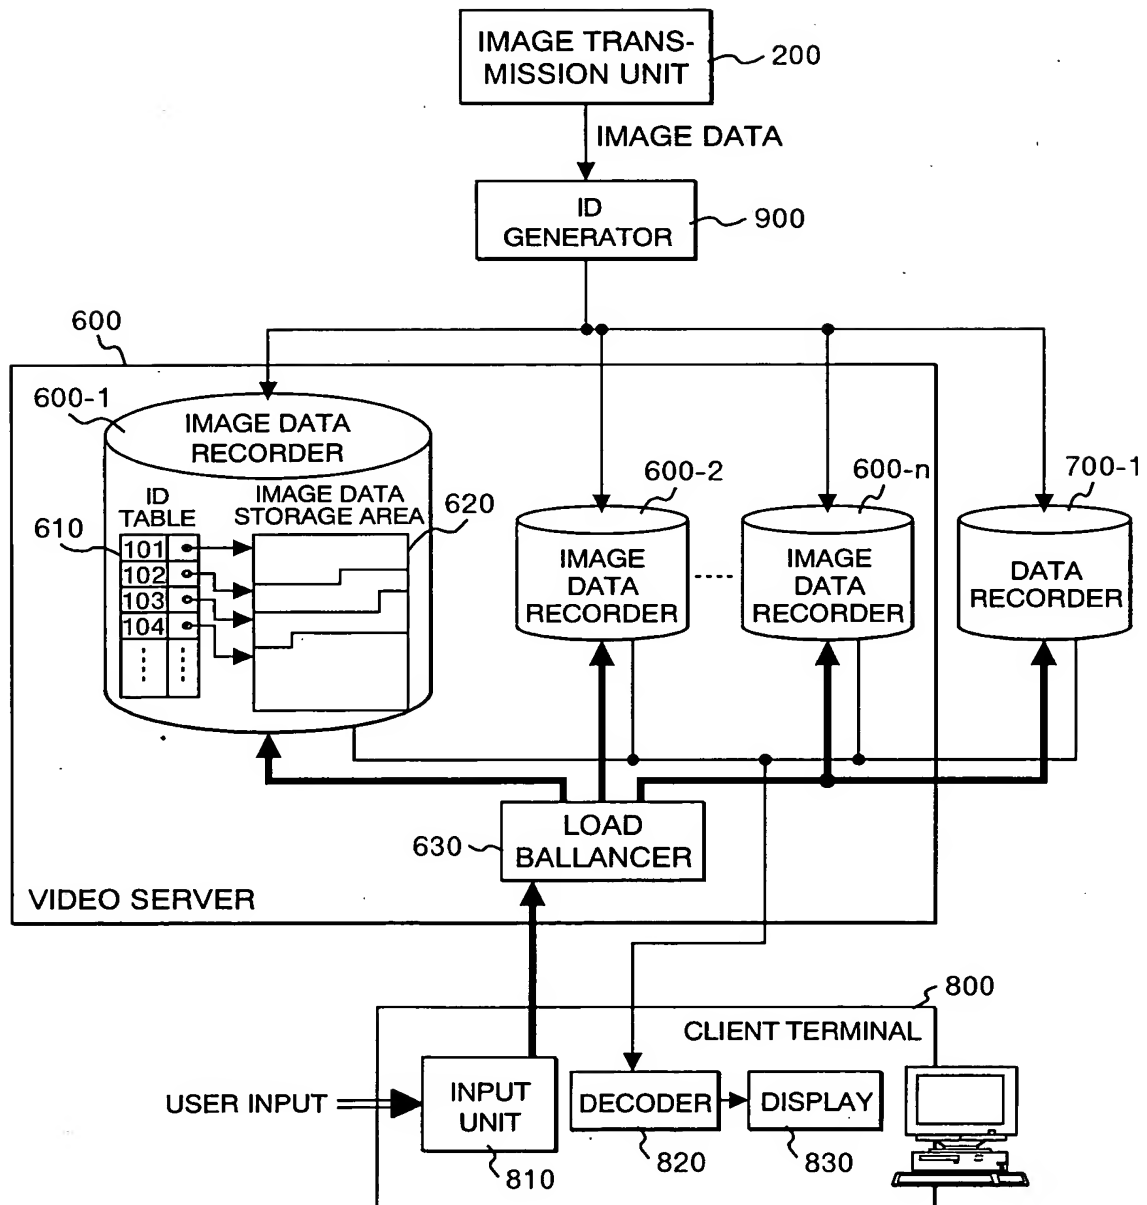 IMAGE TRANS-
MISSION UNIT
200
IMAGE DATA
ID
GENERATOR
900
600
600-1
IMAGE DATA
RECORDER
ID
TABLE
IMAGE DATA
STORAGE AREA
610
620
101
102
103
104
600-2
IMAGE
DATA
RECORDER
600-n
IMAGE
DATA
RECORDER
700-1
DATA
RECORDER
630
LOAD
BALLANCER
VIDEO SERVER
800
CLIENT TERMINAL
USER INPUT
INPUT
UNIT
810
DECODER
820
DISPLAY
830